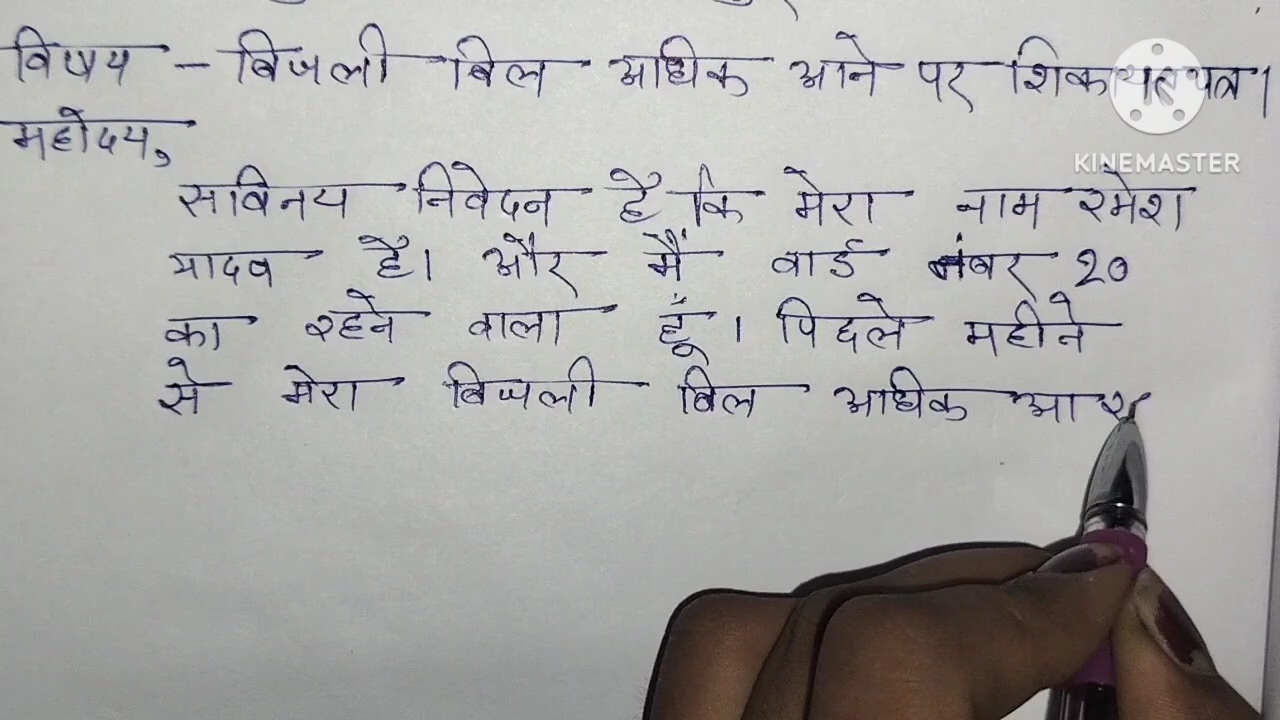 विषय - बिजली बिल अधिक आने पर शिकायत पत्र।
महोदय,
सविनय निवेदन है कि मेरा नाम रमेश
यादव है। और मैं वार्ड नंबर 20
का रहने वाला हूँ। पिछले महीने
से मेरा बिजली बिल अधिक आ र
KINEMASTER